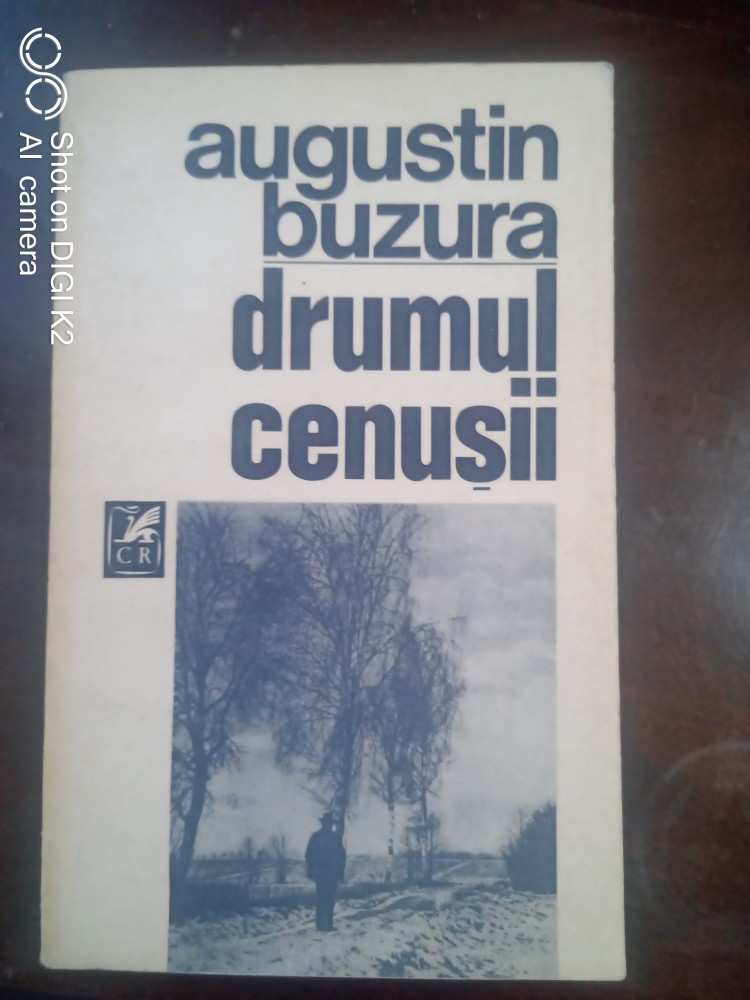 augustin
buzura
drumul
cenușii
CR
Shot on DIGI K2
AI camera